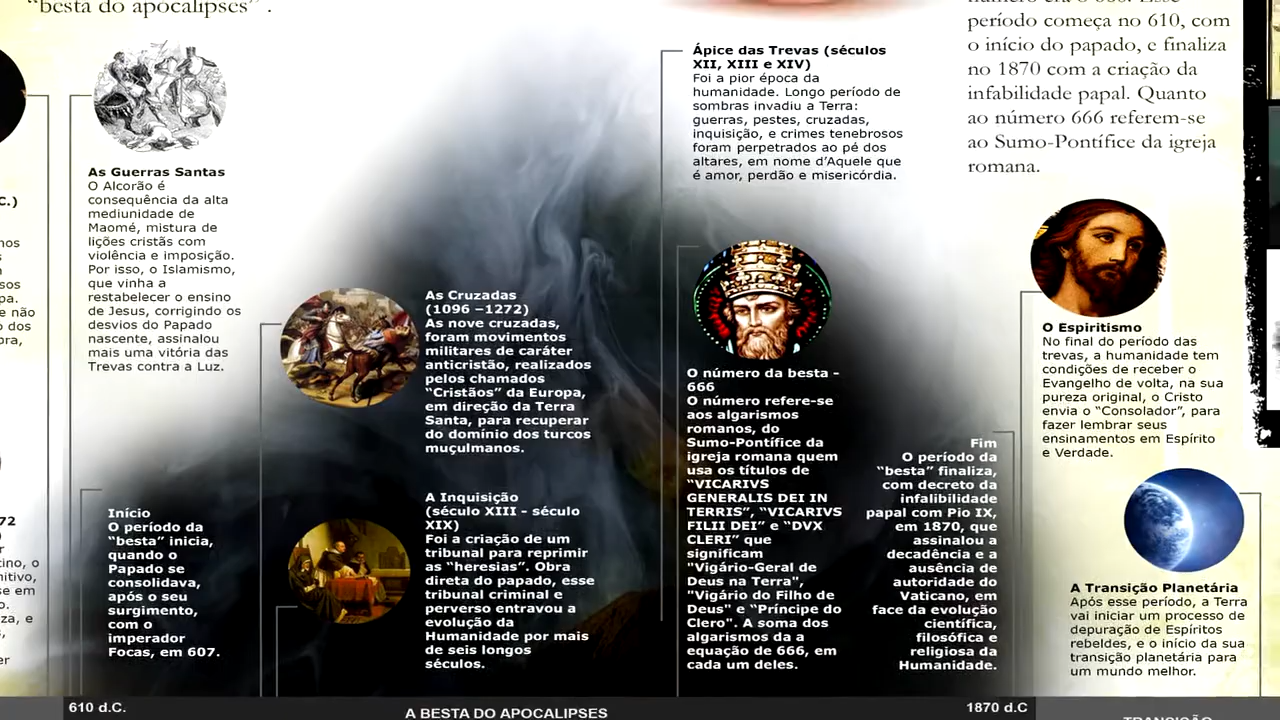 "besta do apocalipses" .
período começa no 610, com
o início do papado, e finaliza
no 1870 com a criação da
infabilidade papal. Quanto
ao número 666 referem-se
ao Sumo-Pontífice da igreja
romana.
As Guerras Santas
O Alcorão é
consequência da alta
mediunidade de
Maomé, mistura de
lições cristãs com
violência e imposição.
Por isso, o Islamismo,
que vinha a
restabelecer o ensino
de Jesus, corrigindo os
desvios do Papado
nascente, assinalou
mais uma vitória das
Trevas contra a Luz.
Início
O período da
"besta" inicia,
quando o
Papado se
consolidava,
após o seu
surgimento,
com o
imperador
Focas, em 607.
As Cruzadas
(1096 –1272)
As nove cruzadas,
foram movimentos
militares de caráter
anticristão, realizados
pelos chamados
"Cristãos" da Europa,
em direção da Terra
Santa, para recuperar
do domínio dos turcos
muçulmanos.
A Inquisição
(século XIII - século
XIX)
Foi a criação de um
tribunal para reprimir
as "heresias". Obra
direta do papado, esse
tribunal criminal e
perverso entravou a
evolução da
Humanidade por mais
de seis longos
séculos.
Ápice das Trevas (séculos
XII, XIII e XIV)
Foi a pior época da
humanidade. Longo período de
sombras invadiu a Terra:
guerras, pestes, cruzadas,
inquisição, e crimes tenebrosos
foram perpetrados ao pé dos
altares, em nome d'Aquele que
é amor, perdão e misericórdia.
O número da besta -
666
O número refere-se
aos algarismos
romanos, do
Sumo-Pontífice da
igreja romana quem
usa os títulos de
"VICARIVS
GENERALIS DEI IN
TERRIS", "VICARIVS
FILII DEI" e "DVX
CLERI" que
significam
"Vigário-Geral de
Deus na Terra",
"Vigário do Filho de
Deus" e "Príncipe do
Clero". A soma dos
algarismos da a
equação de 666, em
cada um deles.
Fim
O período da
"besta" finaliza,
com decreto da
infalibilidade
papal com Pio IX,
em 1870, que
assinalou a
decadência e a
ausência de
autoridade do
Vaticano, em
face da evolução
científica,
filosófica e
religiosa da
Humanidade.
O Espiritismo
No final do período das
trevas, a humanidade tem
condições de receber o
Evangelho de volta, na sua
pureza original, o Cristo
envia o "Consolador", para
fazer lembrar seus
ensinamentos em Espírito
e Verdade.
A Transição Planetária
Após esse período, a Terra
vai iniciar um processo de
depuração de Espíritos
rebeldes, e o início da sua
transição planetária para
um mundo melhor.
610 d.C.
A BESTA DO APOCALIPSES
1870 d.C